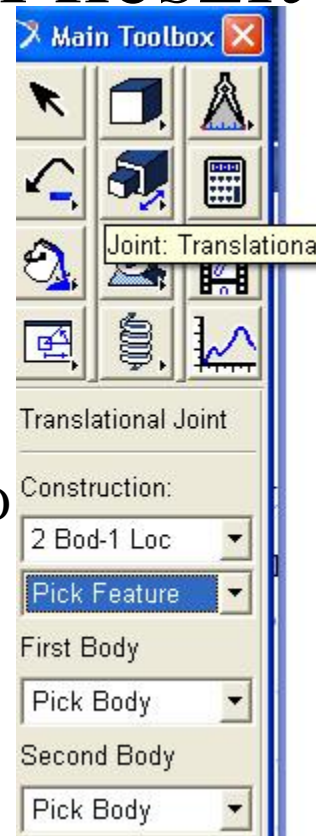 Main Toolbox
Joint: Translationa
Translational Joint
Construction:
2 Bod-1 Loc
Pick Feature
First Body
Pick Body
Second Body
Pick Body